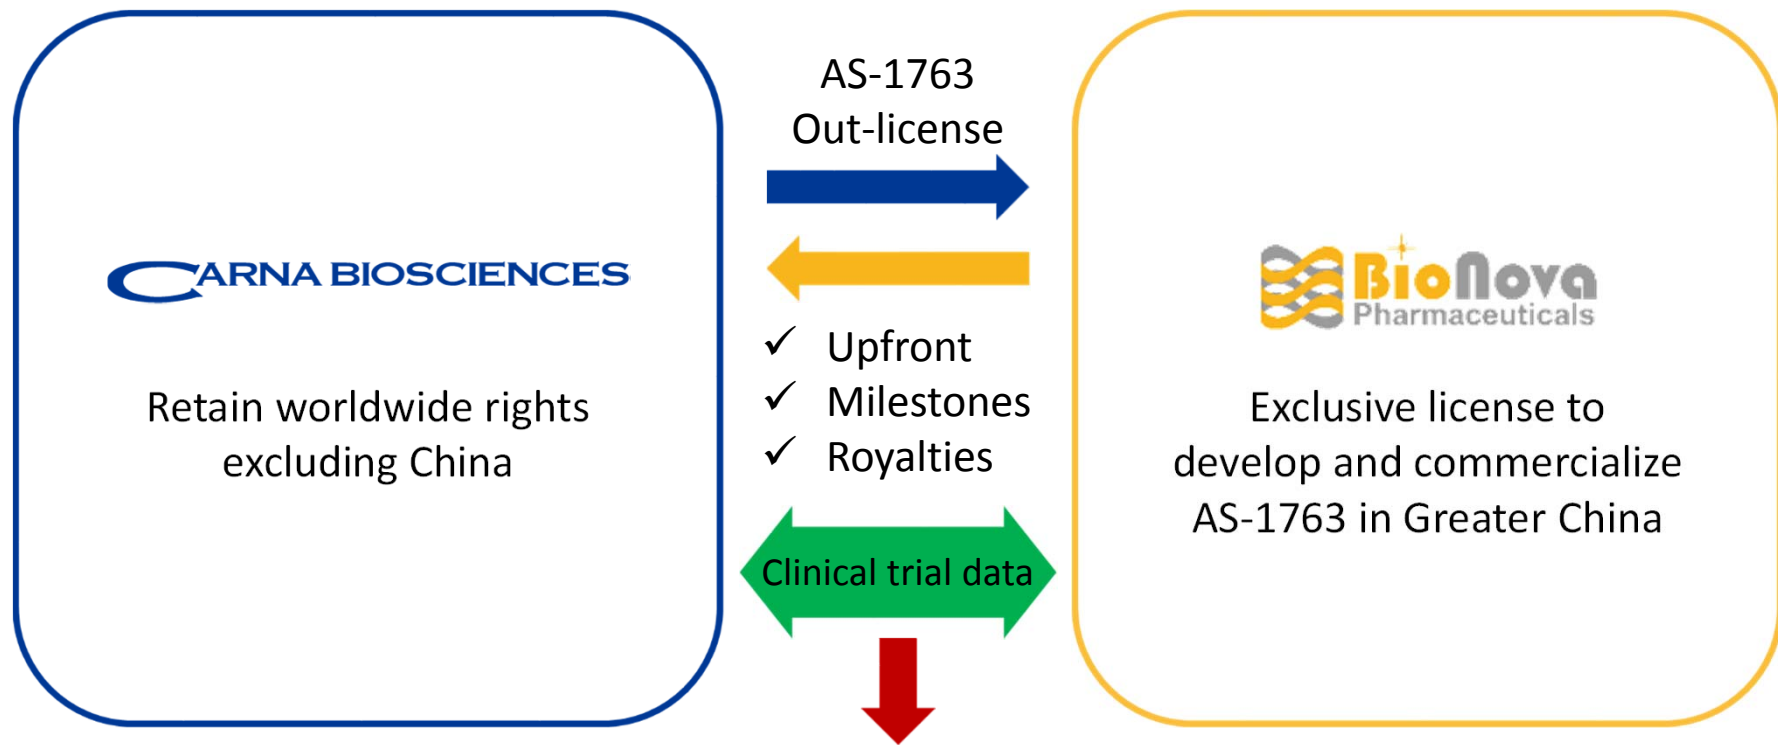 CARNA BIOSCIENCES
Retain worldwide rights
excluding China
AS-1763
Out-license
✓ Upfront
✓ Milestones
✓ Royalties
Clinical trial data
BioNova
Pharmaceuticals
Exclusive license to
develop and commercialize
AS-1763 in Greater China